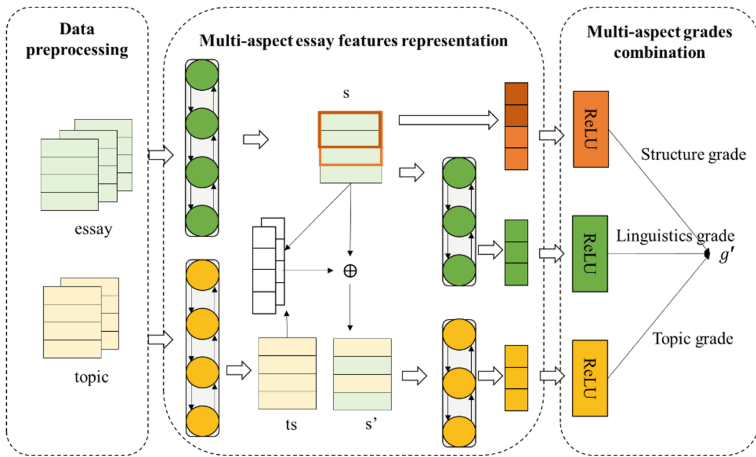 Data
preprocessing
Multi-aspect essay features representation
Multi-aspect grades
combination
s
essay
topic
ts
s'
⊕
ReLU
ReLU
ReLU
Structure grade
Linguistics grade
g'
Topic grade